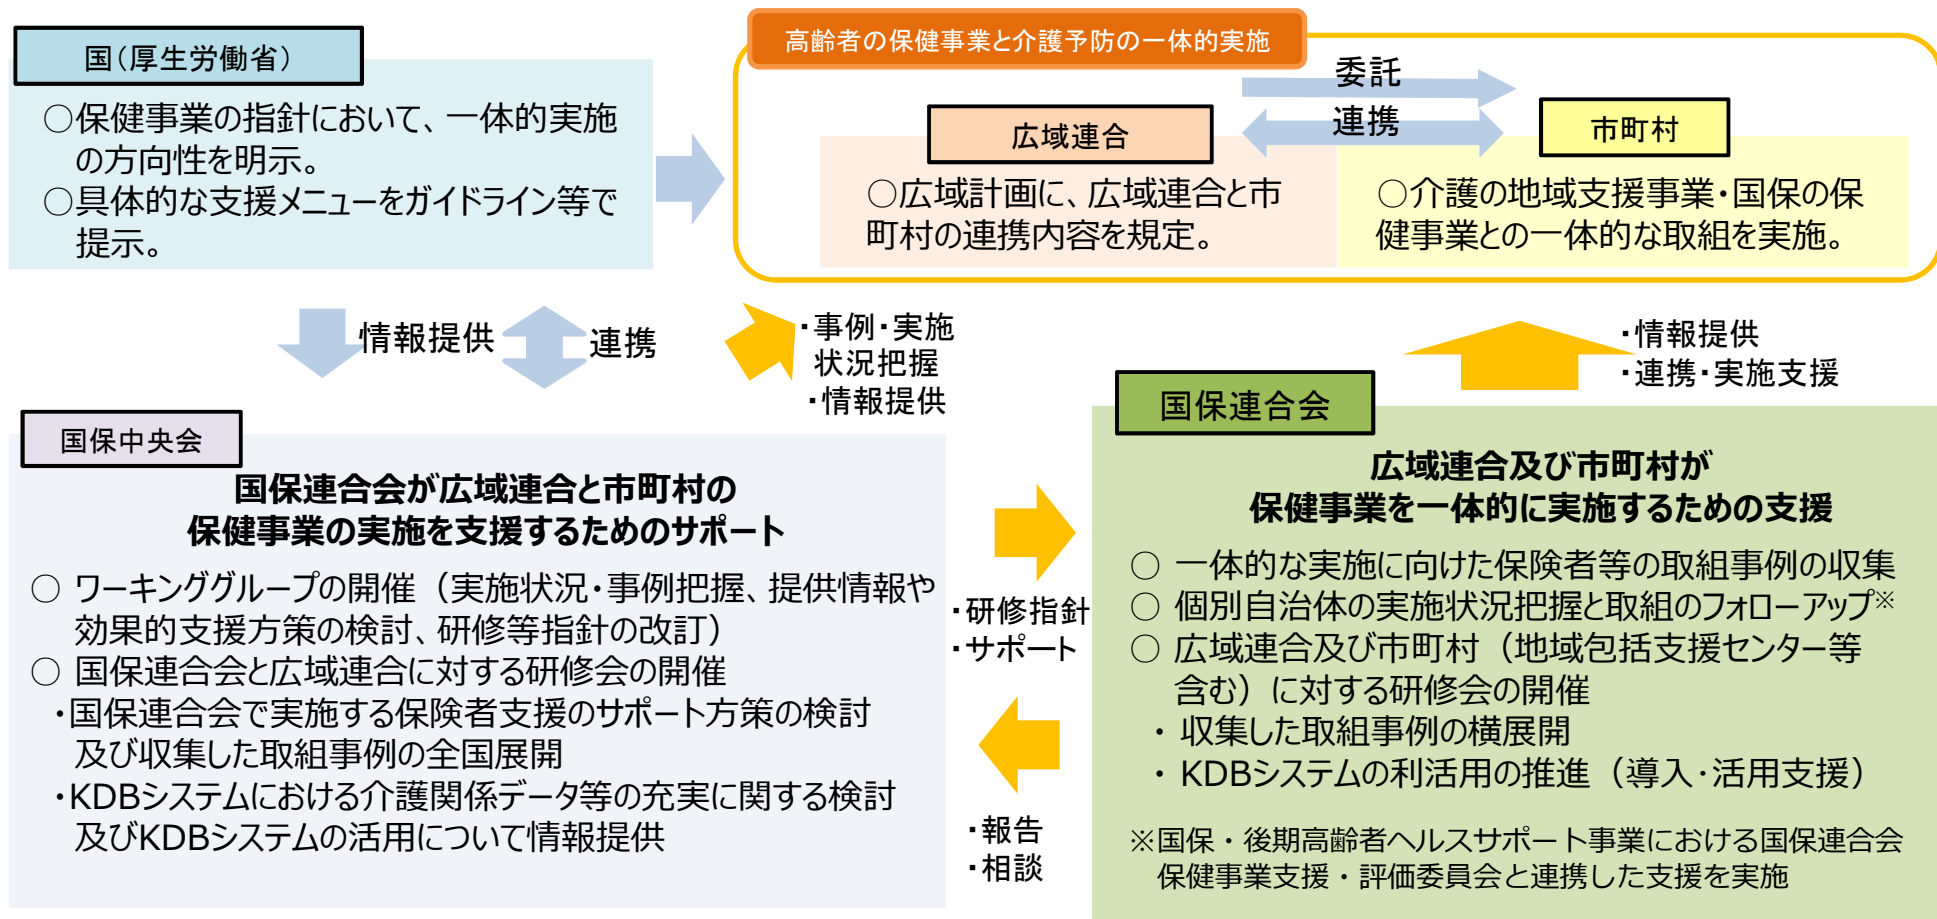 国（厚生労働省）
○保健事業の指針において、一体的実施
の方向性を明示。
○具体的な支援メニューをガイドライン等で
提示。
高齢者の保健事業と介護予防の一体的実施
委託
連携
広域連合
○広域計画に、広域連合と市
町村の連携内容を規定。
市町村
○介護の地域支援事業・国保の保
健事業との一体的な取組を実施。
情報提供
連携
・事例・実施
状況把握
・情報提供
・情報提供
・連携・実施支援
国保中央会
国保連合会が広域連合と市町村の
保健事業の実施を支援するためのサポート
○ ワーキンググループの開催（実施状況・事例把握、提供情報や
効果的支援方策の検討、研修等指針の改訂）
○ 国保連合会と広域連合に対する研修会の開催
・国保連合会で実施する保険者支援のサポート方策の検討
及び収集した取組事例の全国展開
・KDBシステムにおける介護関係データ等の充実に関する検討
及びKDBシステムの活用について情報提供
・研修指針
・サポート
・報告
・相談
国保連合会
広域連合及び市町村が
保健事業を一体的に実施するための支援
○ 一体的な実施に向けた保険者等の取組事例の収集
○ 個別自治体の実施状況把握と取組のフォローアップ※
○ 広域連合及び市町村（地域包括支援センター等
含む）に対する研修会の開催
・ 収集した取組事例の横展開
・ KDBシステムの利活用の推進（導入・活用支援）
※国保・後期高齢者ヘルスサポート事業における国保連合会
保健事業支援・評価委員会と連携した支援を実施